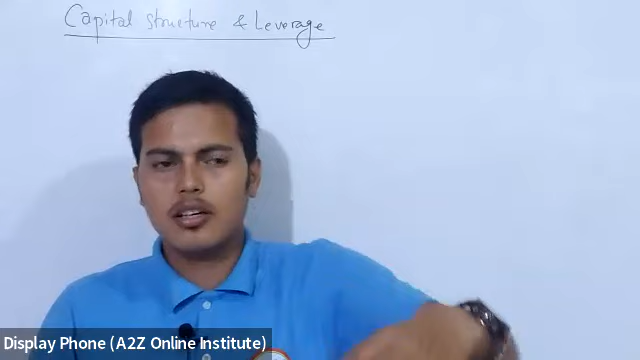 Capital structure & Leverage
Display Phone (A2Z Online Institute)